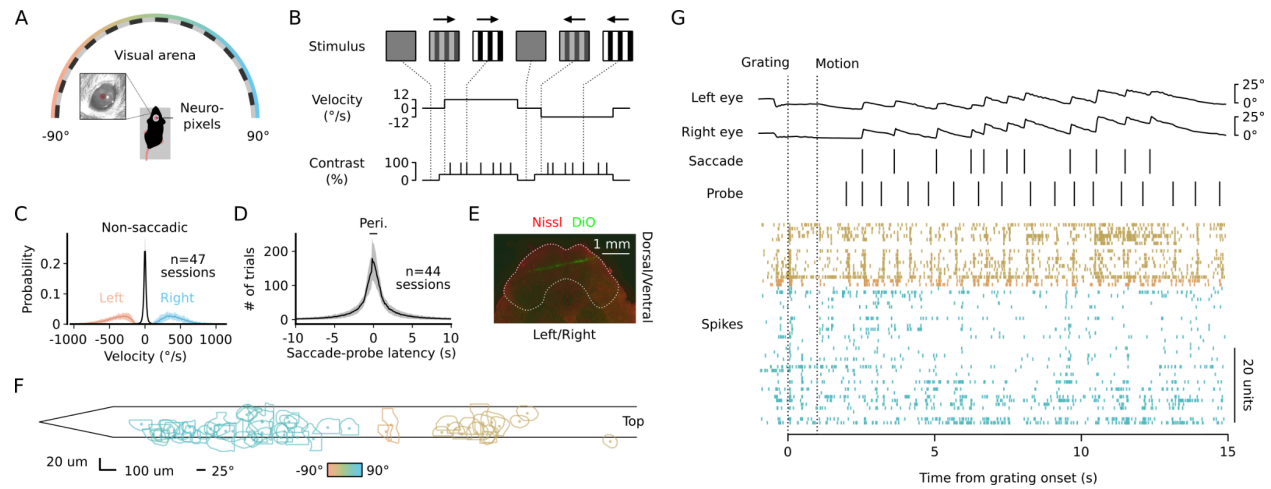 A
Visual arena
Neuro-
pixels
-90°
90°
B
Stimulus
Velocity
(°/s)
12
0
-12
Contrast
(%)
100
0
C
Non-saccadic
n=47
sessions
Left
Right
Probability
0.2
0.1
0
-1000 -500 0 500 1000
Velocity (°/s)
D
Peri.
n=44
sessions
# of trials
200
100
0
-10 -5 0 5 10
Saccade-probe latency (s)
E
Nissl DiO
1 mm
Dorsal/Ventral
Left/Right
F
Top
20 um
100 um
25°
-90° 90°
G
Grating Motion
Left eye
25°
0°
Right eye
25°
0°
Saccade
Probe
Spikes
20 units
0 5 10 15
Time from grating onset (s)